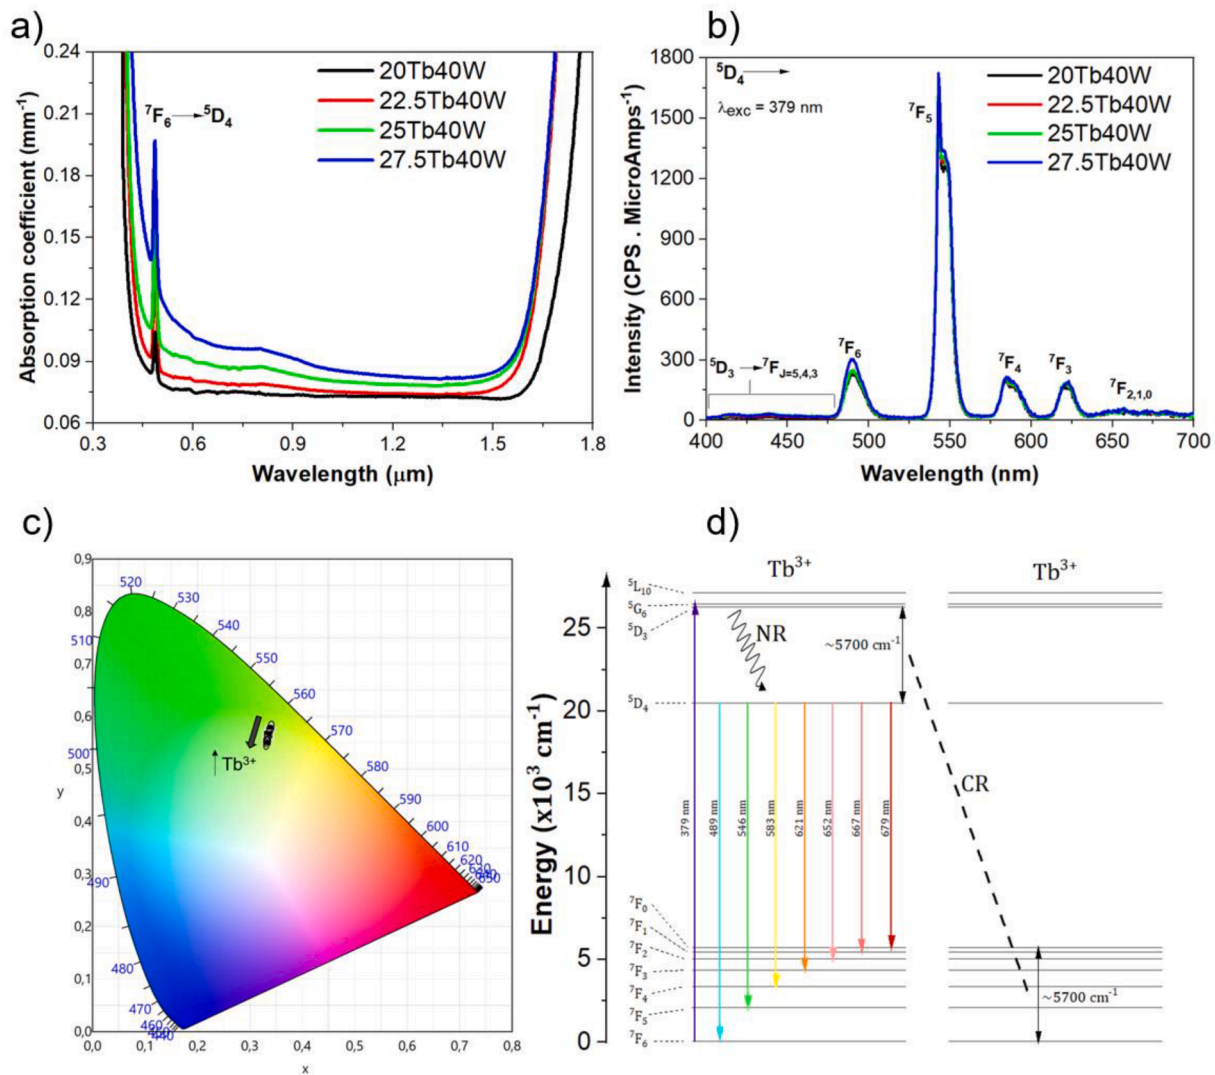 a)
0.24
0.21
0.18
0.15
0.12
0.09
0.06
Absorption coefficient (mm⁻¹)
⁷F₆ → ⁵D₄
20Tb40W
22.5Tb40W
25Tb40W
27.5Tb40W
0.3 0.6 0.9 1.2 1.5 1.8
Wavelength (μm)
b)
1800
1500
1200
900
600
300
0
Intensity (CPS . MicroAmps⁻¹)
⁵D₄ →
λexc = 379 nm
⁷F₅
20Tb40W
22.5Tb40W
25Tb40W
27.5Tb40W
⁵D₃ → ⁷F_J=5,4,3
⁷F₆
⁷F₄
⁷F₃
⁷F₂,₁,₀
400 450 500 550 600 650 700
Wavelength (nm)
c)
0,9
0,8
0,7
0,6
0,5
y
0,4
0,3
0,2
0,1
0,0
520
530
510
540
550
560
570
500
580
590
600
610
620
630
640
650
490
480
470
460
440
↑ Tb³⁺
0,0 0,1 0,2 0,3 0,4 0,5 0,6 0,7 0,8
x
d)
Energy (x10³ cm⁻¹)
25
20
15
10
5
0
Tb³⁺
Tb³⁺
⁵L₁₀
⁵G₆
⁵D₃
⁵D₄
NR
~5700 cm⁻¹
CR
379 nm
489 nm
546 nm
583 nm
621 nm
652 nm
667 nm
679 nm
⁷F₀
⁷F₁
⁷F₂
⁷F₃
⁷F₄
⁷F₅
⁷F₆
~5700 cm⁻¹